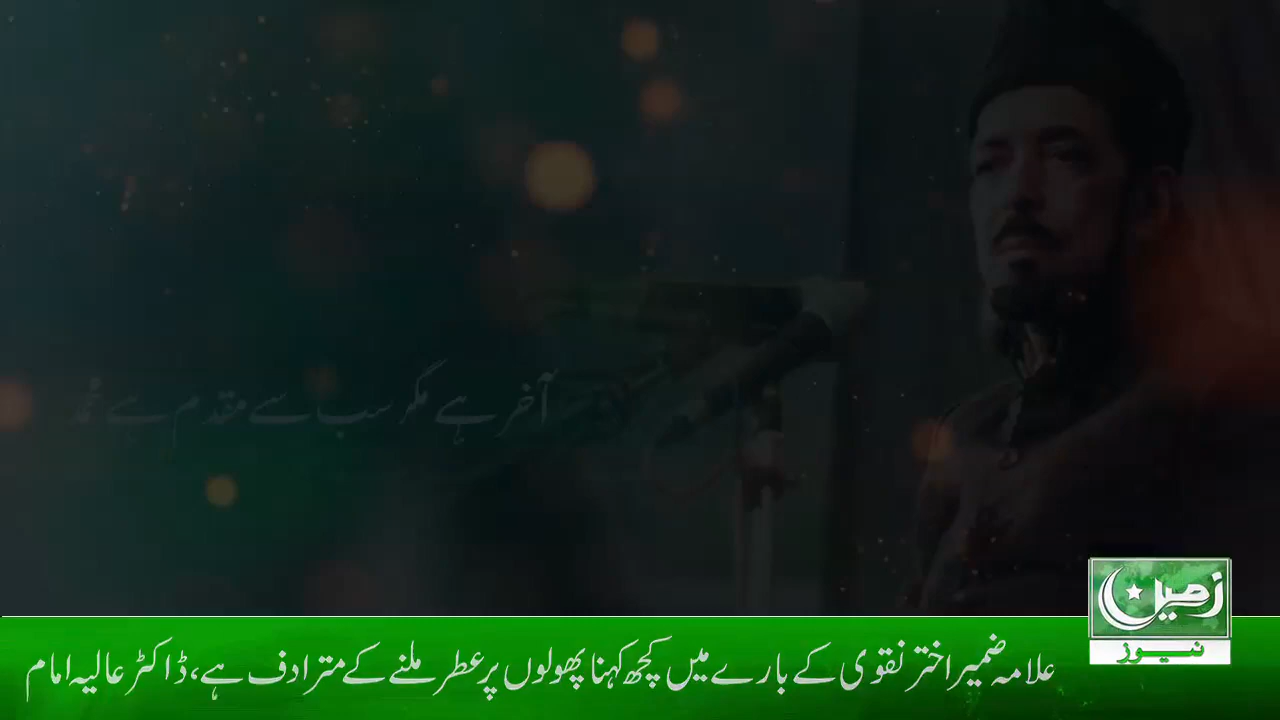 آخر ہے مگر سب سے مقدم ہے
زمین
نیوز
علامہ ضمیر اختر نقوی کے بارے میں کچھ کہنا پھولوں پر عطر ملنے کے مترادف ہے، ڈاکٹر عالیہ امام